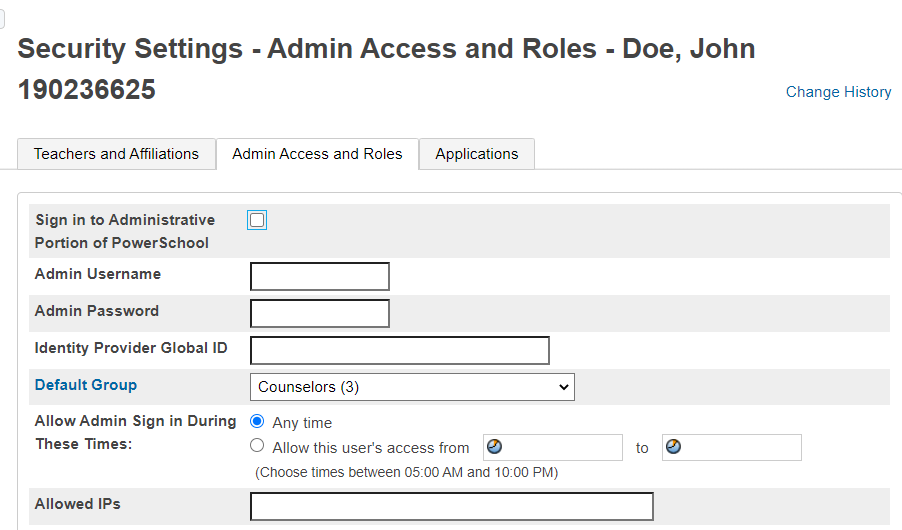 Security Settings - Admin Access and Roles - Doe, John
190236625
Change History
Teachers and Affiliations
Admin Access and Roles
Applications
Sign in to Administrative
Portion of PowerSchool
Admin Username
Admin Password
Identity Provider Global ID
Default Group
Counselors (3)
Allow Admin Sign in During
These Times:
Any time
Allow this user's access from
to
(Choose times between 05:00 AM and 10:00 PM)
Allowed IPs